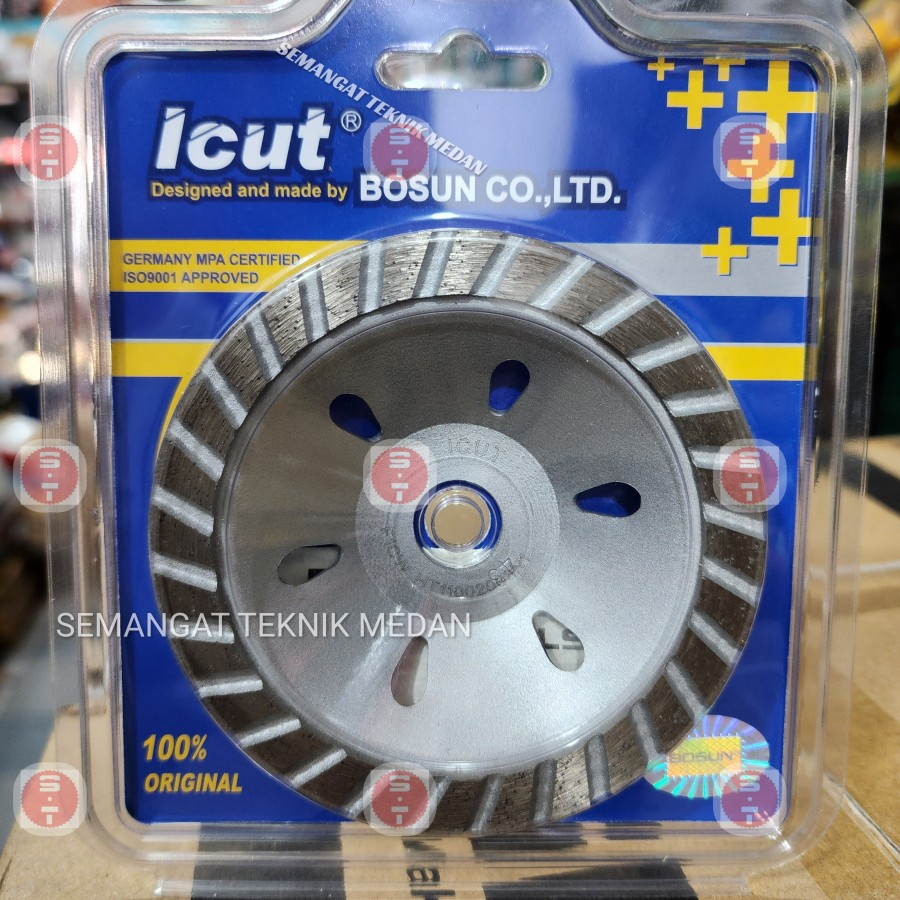 SEMANGAT TEKNIK MEDAN
Icut®
Designed and made by BOSUN CO.,LTD.
GERMANY MPA CERTIFIED
ISO9001 APPROVED
ICUT
SEMANGAT TEKNIK MEDAN
100%
ORIGINAL
BOSUN
S-T
S-T
S-T
S-T
S-T
S-T
S-T
S-T
S-T